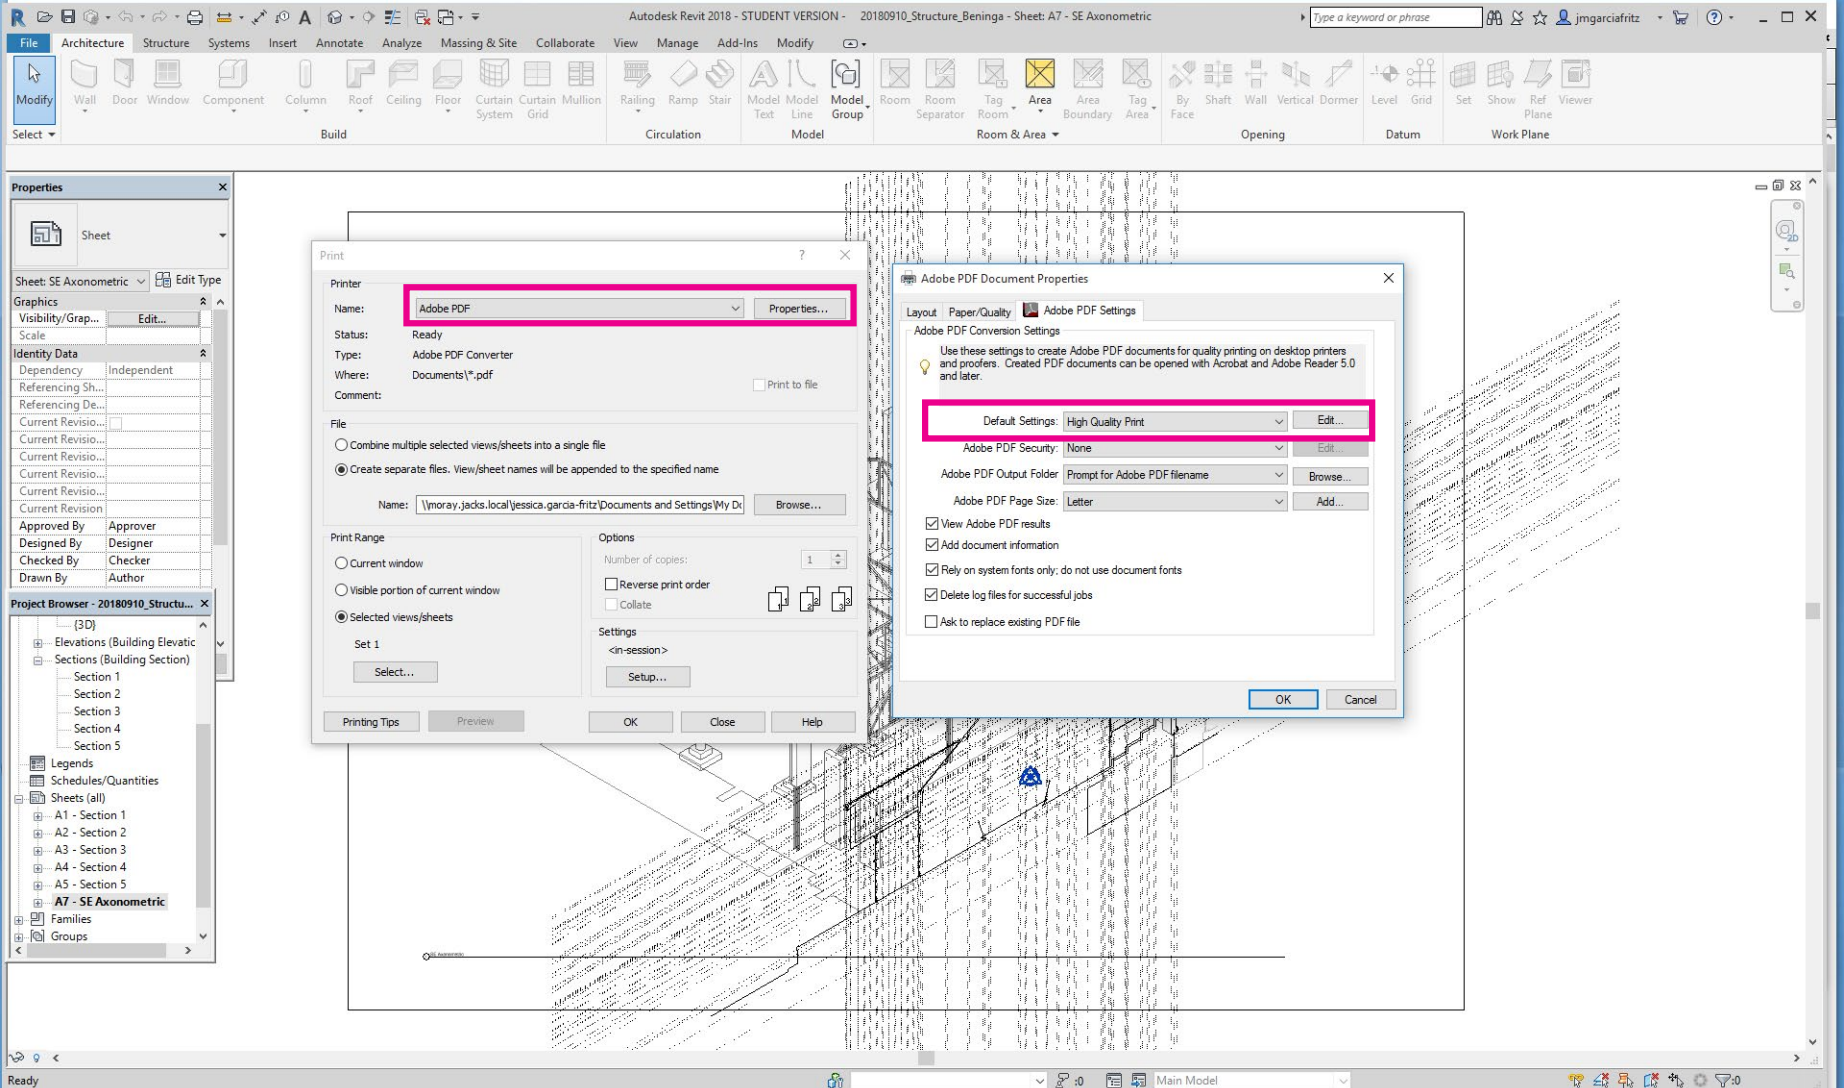 Autodesk Revit 2018 - STUDENT VERSION - 20180910_Structure_Beninga - Sheet: A7 - SE Axonometric
Type a keyword or phrase
jmgarciafritz
File Architecture Structure Systems Insert Annotate Analyze Massing & Site Collaborate View Manage Add-Ins Modify
Modify Wall Door Window Component Column Roof Ceiling Floor Curtain System Curtain Grid Mullion Railing Ramp Stair Model Text Model Line Model Group Room Room Separator Tag Room Area Area Boundary Tag Area By Face Shaft Wall Vertical Dormer Level Grid Set Show Ref Plane Viewer
Select Build Circulation Model Room & Area Opening Datum Work Plane
Properties
Sheet
Sheet: SE Axonometric Edit Type
Graphics
Visibility/Grap... Edit...
Scale
Identity Data
Dependency Independent
Referencing Sh...
Referencing De...
Current Revisio...
Current Revisio...
Current Revisio...
Current Revisio...
Current Revisio...
Current Revision
Approved By Approver
Designed By Designer
Checked By Checker
Drawn By Author
Project Browser - 20180910_Structu...
{3D}
Elevations (Building Elevatic
Sections (Building Section)
Section 1
Section 2
Section 3
Section 4
Section 5
Legends
Schedules/Quantities
Sheets (all)
A1 - Section 1
A2 - Section 2
A3 - Section 3
A4 - Section 4
A5 - Section 5
A7 - SE Axonometric
Families
Groups
Print
Printer
Name: Adobe PDF Properties...
Status: Ready
Type: Adobe PDF Converter
Where: Documents\*.pdf
Comment:
Print to file
File
Combine multiple selected views/sheets into a single file
Create separate files. View/sheet names will be appended to the specified name
Name: \\moray.jacks.local\jessica.garcia-fritz\Documents and Settings\My Dc Browse...
Print Range
Current window
Visible portion of current window
Selected views/sheets
Set 1
Select...
Options
Number of copies: 1
Reverse print order
Collate
1 1 2 2 3 3
Settings
<in-session>
Setup...
Printing Tips Preview OK Close Help
Adobe PDF Document Properties
Layout Paper/Quality Adobe PDF Settings
Adobe PDF Conversion Settings
Use these settings to create Adobe PDF documents for quality printing on desktop printers
and proofers. Created PDF documents can be opened with Acrobat and Adobe Reader 5.0
and later.
Default Settings: High Quality Print Edit...
Adobe PDF Security: None Edit...
Adobe PDF Output Folder: Prompt for Adobe PDF filename Browse...
Adobe PDF Page Size: Letter Add...
View Adobe PDF results
Add document information
Rely on system fonts only; do not use document fonts
Delete log files for successful jobs
Ask to replace existing PDF file
OK Cancel
SE Axonometric
2D
Ready
:0
Main Model
:0